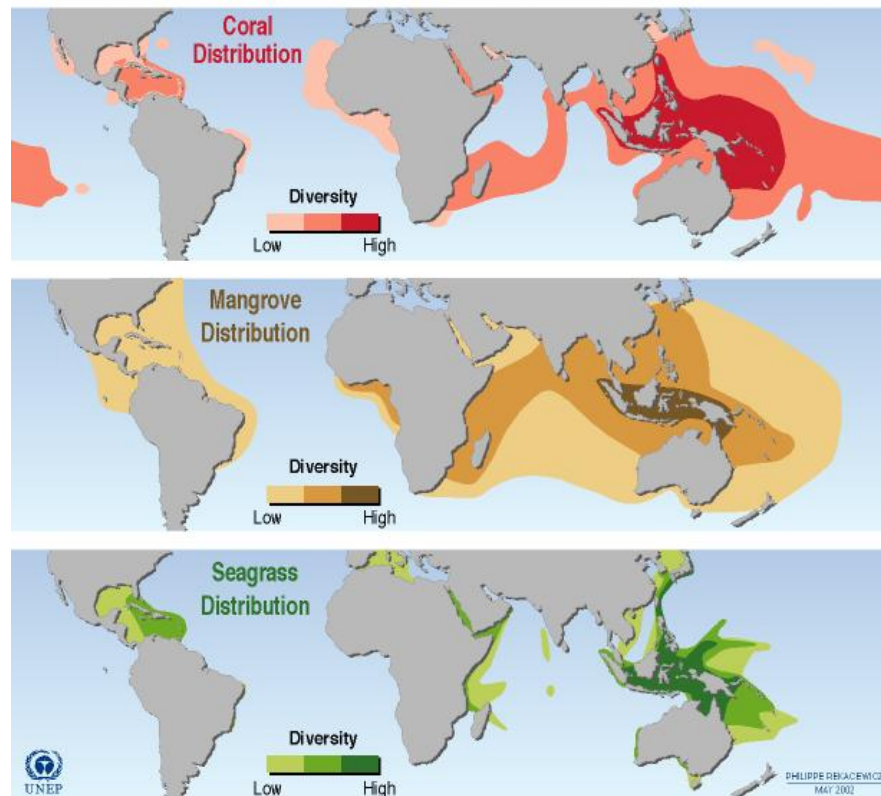 Coral
Distribution
Diversity
Low High
Mangrove
Distribution
Diversity
Low High
Seagrass
Distribution
Diversity
Low High
UNEP
PHILIPPE REKACEWICZ
MAY 2002